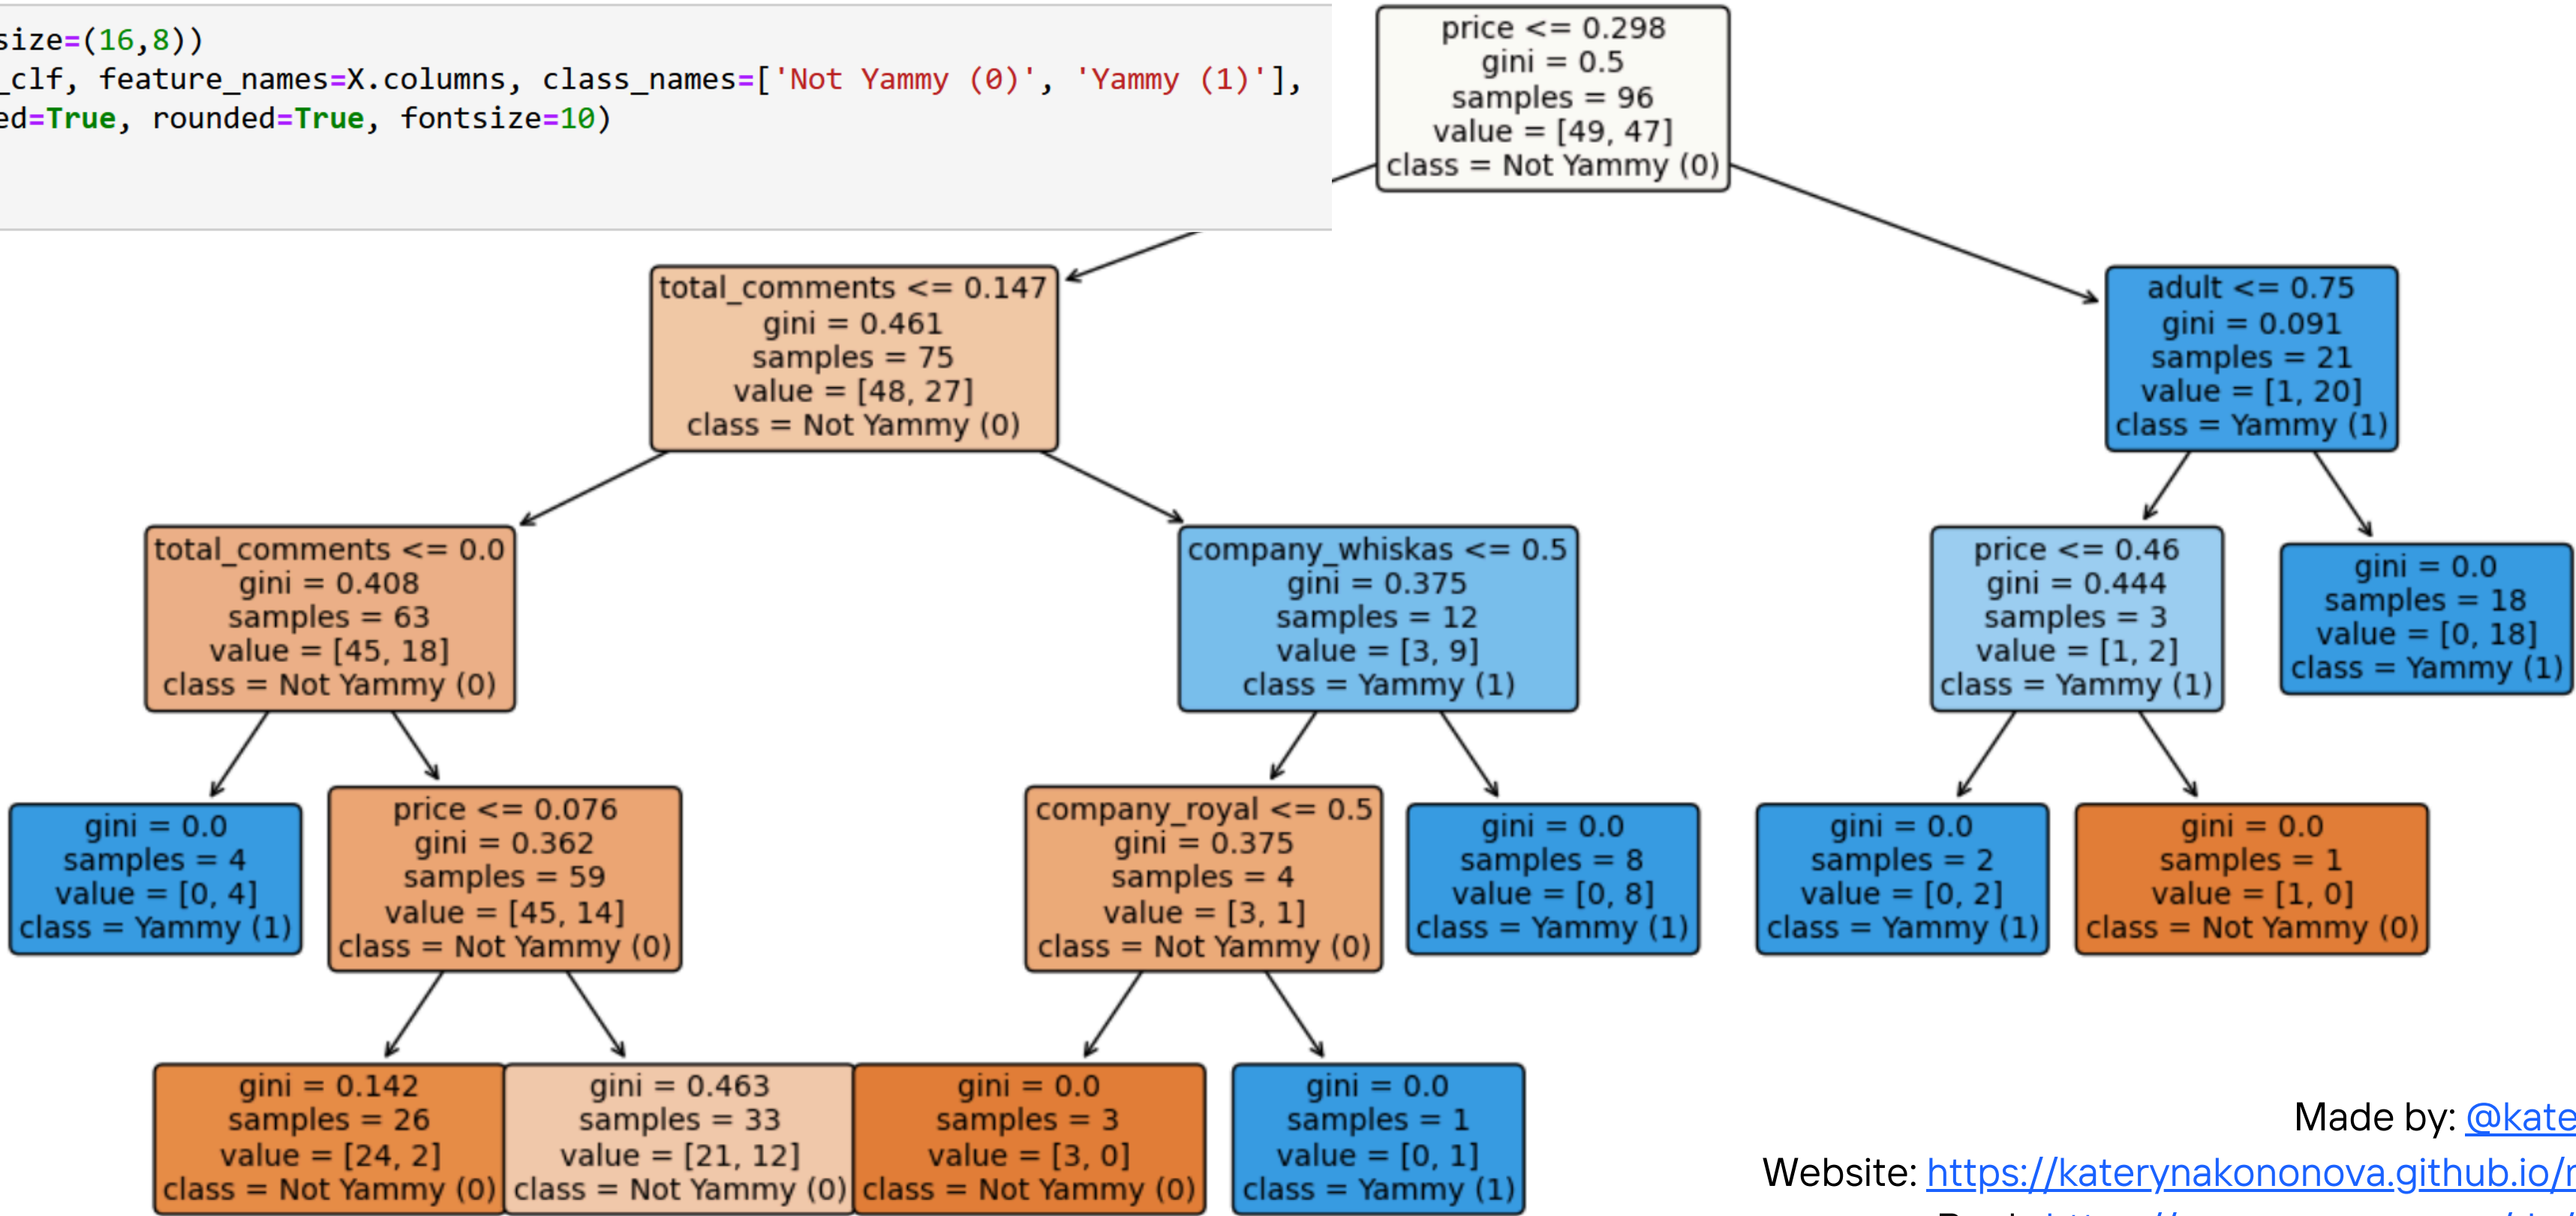 size=(16,8))
_clf, feature_names=X.columns, class_names=['Not Yammy (0)', 'Yammy (1)'],
ed=True, rounded=True, fontsize=10)
price <= 0.298
gini = 0.5
samples = 96
value = [49, 47]
class = Not Yammy (0)
total_comments <= 0.147
gini = 0.461
samples = 75
value = [48, 27]
class = Not Yammy (0)
adult <= 0.75
gini = 0.091
samples = 21
value = [1, 20]
class = Yammy (1)
total_comments <= 0.0
gini = 0.408
samples = 63
value = [45, 18]
class = Not Yammy (0)
company_whiskas <= 0.5
gini = 0.375
samples = 12
value = [3, 9]
class = Yammy (1)
price <= 0.46
gini = 0.444
samples = 3
value = [1, 2]
class = Yammy (1)
gini = 0.0
samples = 18
value = [0, 18]
class = Yammy (1)
gini = 0.0
samples = 4
value = [0, 4]
class = Yammy (1)
price <= 0.076
gini = 0.362
samples = 59
value = [45, 14]
class = Not Yammy (0)
company_royal <= 0.5
gini = 0.375
samples = 4
value = [3, 1]
class = Not Yammy (0)
gini = 0.0
samples = 8
value = [0, 8]
class = Yammy (1)
gini = 0.0
samples = 2
value = [0, 2]
class = Yammy (1)
gini = 0.0
samples = 1
value = [1, 0]
class = Not Yammy (0)
gini = 0.142
samples = 26
value = [24, 2]
class = Not Yammy (0)
gini = 0.463
samples = 33
value = [21, 12]
class = Not Yammy (0)
gini = 0.0
samples = 3
value = [3, 0]
class = Not Yammy (0)
gini = 0.0
samples = 1
value = [0, 1]
class = Yammy (1)
Made by: @kate
Website: https://katerynakononova.github.io/